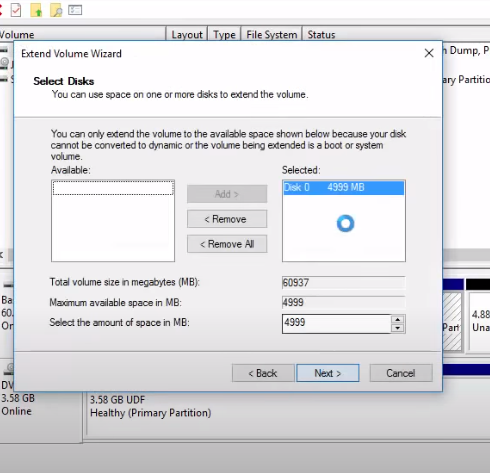 Volume Layout Type File System Status
Extend Volume Wizard
Dump, P
Select Disks
You can use space on one or more disks to extend the volume.
ary Partitio
You can only extend the volume to the available space shown below because your disk
cannot be converted to dynamic or the volume being extended is a boot or system
volume.
Available: Selected:
Disk 0 4999 MB
Add >
< Remove
< Remove All
Total volume size in megabytes (MB): 60937
Maximum available space in MB: 4999
Select the amount of space in MB: 4999
Ba
60.
On
4.88
Part Una
< Back Next > Cancel
DV
3.58 GB
Online
3.58 GB UDF
Healthy (Primary Partition)